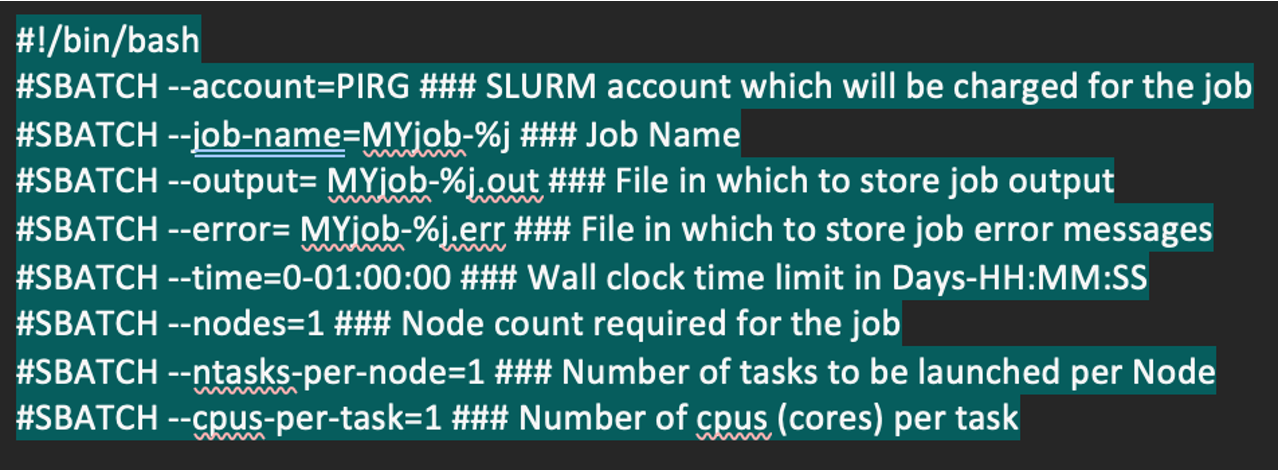 #!/bin/bash
#SBATCH --account=PIRG ### SLURM account which will be charged for the job
#SBATCH --job-name=MYjob-%j ### Job Name
#SBATCH --output= MYjob-%j.out ### File in which to store job output
#SBATCH --error= MYjob-%j.err ### File in which to store job error messages
#SBATCH --time=0-01:00:00 ### Wall clock time limit in Days-HH:MM:SS
#SBATCH --nodes=1 ### Node count required for the job
#SBATCH --ntasks-per-node=1 ### Number of tasks to be launched per Node
#SBATCH --cpus-per-task=1 ### Number of cpus (cores) per task